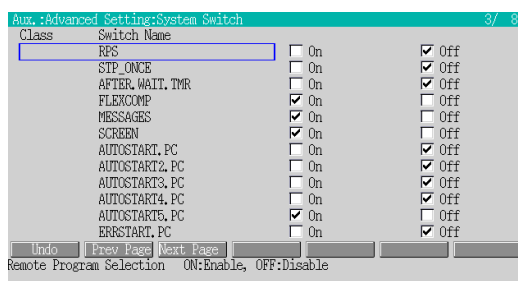 Aux.:Advanced Setting:System Switch 3/ 8
Class Switch Name
RPS On Off
STP_ONCE On Off
AFTER.WAIT.TMR On Off
FLEXCOMP On Off
MESSAGES On Off
SCREEN On Off
AUTOSTART.PC On Off
AUTOSTART2.PC On Off
AUTOSTART3.PC On Off
AUTOSTART4.PC On Off
AUTOSTART5.PC On Off
ERRSTART.PC On Off
Undo Prev Page Next Page
Remote Program Selection ON:Enable, OFF:Disable